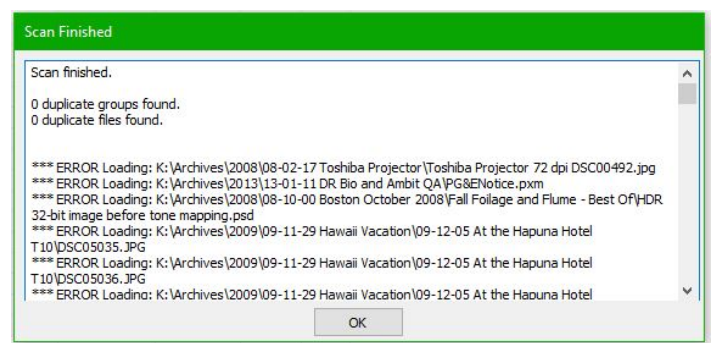 Scan Finished
Scan finished.
0 duplicate groups found.
0 duplicate files found.
*** ERROR Loading: K:\Archives\2008\08-02-17 Toshiba Projector\Toshiba Projector 72 dpi DSC00492.jpg
*** ERROR Loading: K:\Archives\2013\13-01-11 DR Bio and Ambit QA\PG&ENotice.pxm
*** ERROR Loading: K:\Archives\2008\08-10-00 Boston October 2008\Fall Foilage and Flume - Best Of\HDR
32-bit image before tone mapping.psd
*** ERROR Loading: K:\Archives\2009\09-11-29 Hawaii Vacation\09-12-05 At the Hapuna Hotel
T10\DSC05035.JPG
*** ERROR Loading: K:\Archives\2009\09-11-29 Hawaii Vacation\09-12-05 At the Hapuna Hotel
T10\DSC05036.JPG
*** ERROR Loading: K:\Archives\2009\09-11-29 Hawaii Vacation\09-12-05 At the Hapuna Hotel
OK